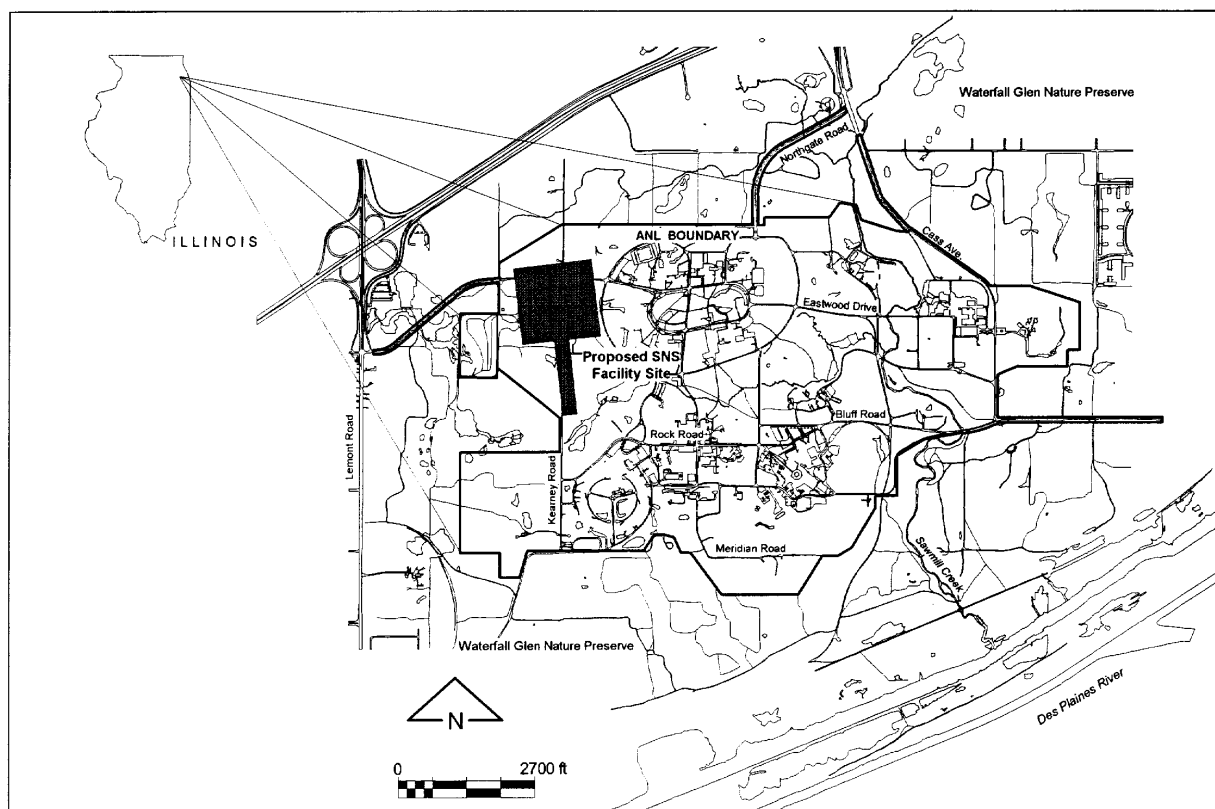 Waterfall Glen Nature Preserve
Northgate Road
ILLINOIS
ANL BOUNDARY
Cass Ave.
Eastwood Drive
Proposed SNS
Facility Site
Bluff Road
Rock Road
Lemont Road
Kearney Road
Meridian Road
Sawmill Creek
Waterfall Glen Nature Preserve
Des Plaines River
N
0 2700 ft